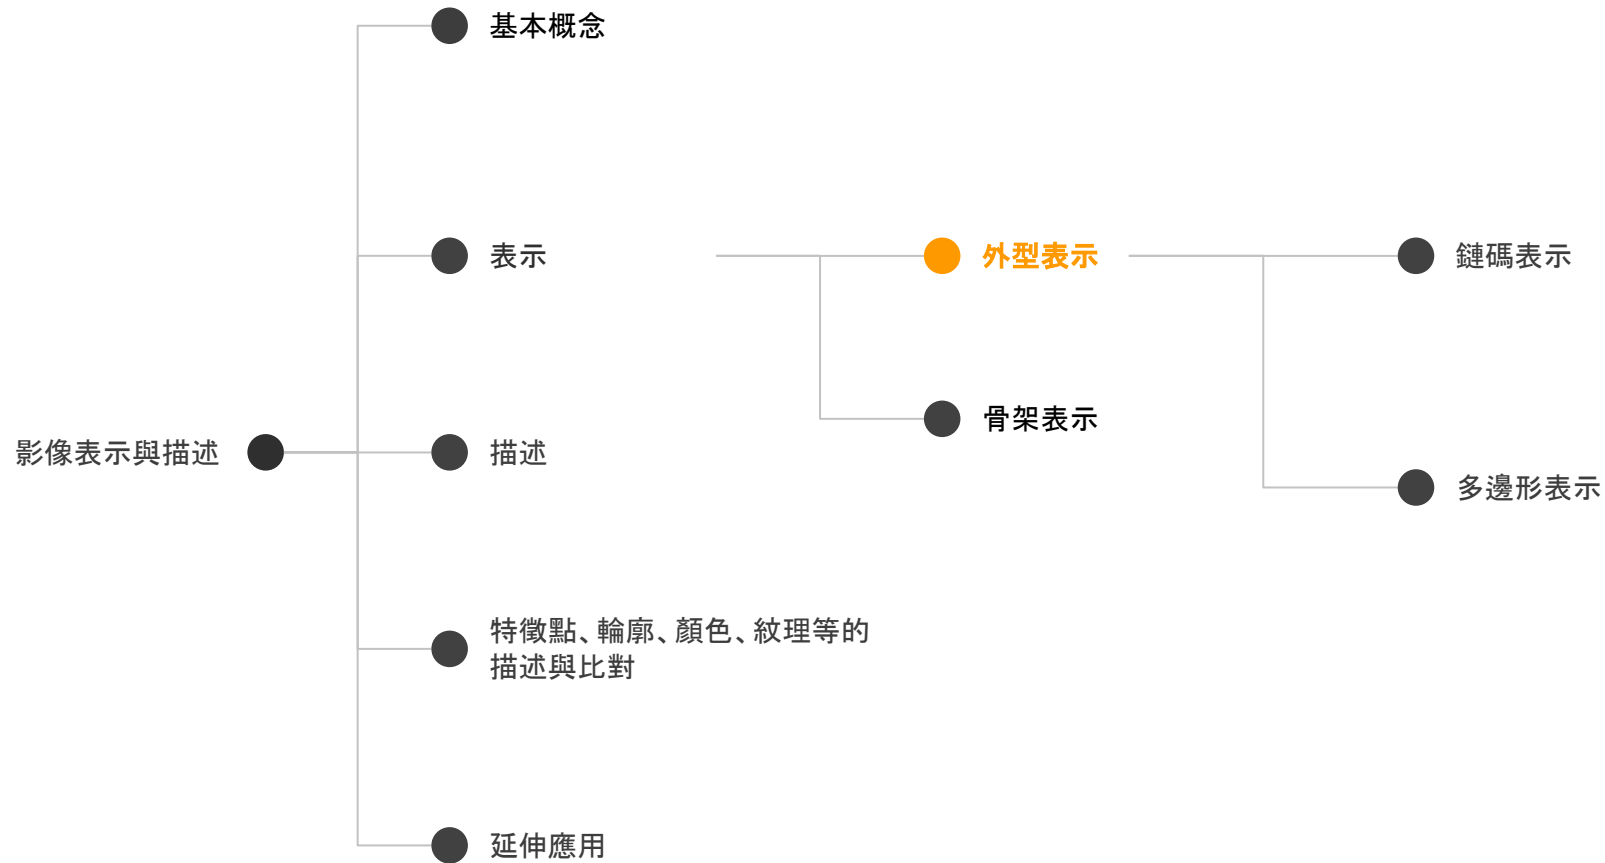 基本概念
表示
外型表示
鏈碼表示
骨架表示
影像表示與描述
描述
多邊形表示
特徵點、輪廓、顏色、紋理等的
描述與比對
延伸應用